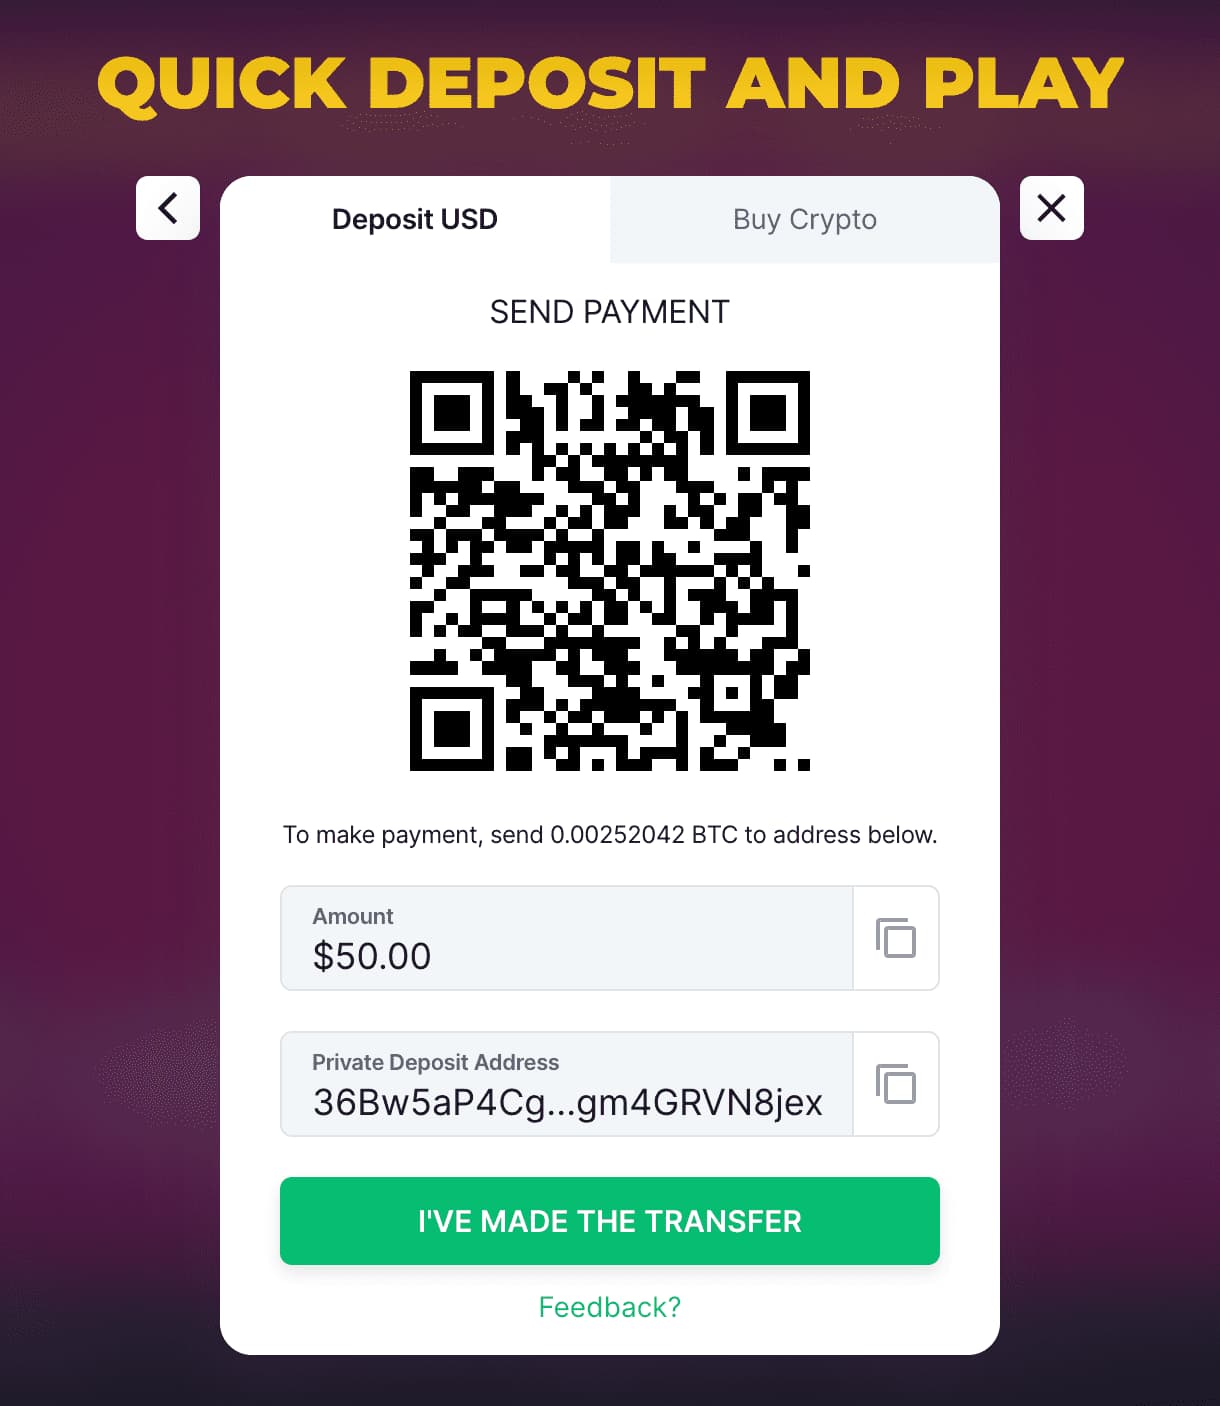 QUICK DEPOSIT AND PLAY
Deposit USD
Buy Crypto
SEND PAYMENT
To make payment, send 0.00252042 BTC to address below.
Amount
$50.00
Private Deposit Address
36Bw5aP4Cg...gm4GRVN8jex
I'VE MADE THE TRANSFER
Feedback?